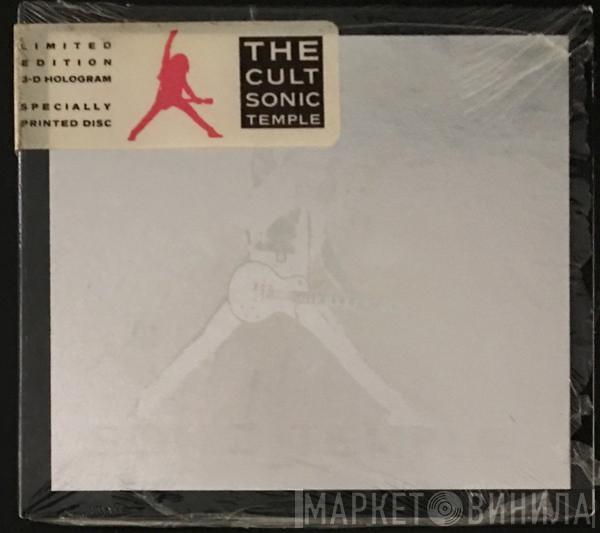 LIMITED
EDITION
3-D HOLOGRAM
SPECIALLY
PRINTED DISC
THE
CULT
SONIC
TEMPLE
МАРКЕТ ВИНИЛА